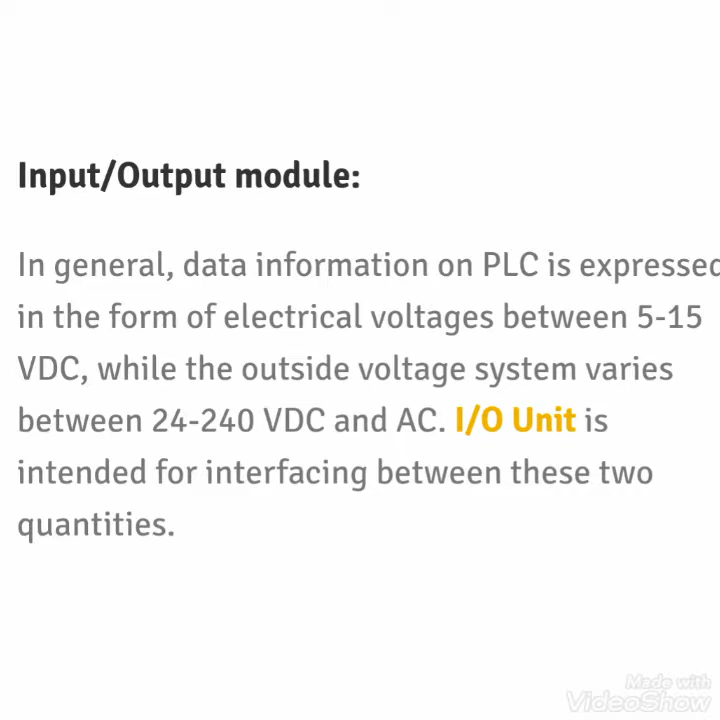 Input/Output module:
In general, data information on PLC is expressed
in the form of electrical voltages between 5-15
VDC, while the outside voltage system varies
between 24-240 VDC and AC. I/O Unit is
intended for interfacing between these two
quantities.
Made with
VideoShow